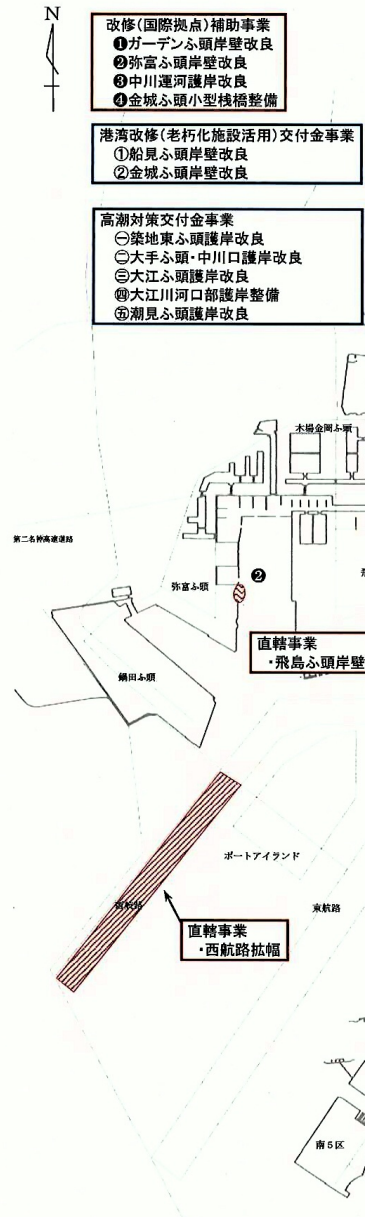 N
改修(国際拠点)補助事業
❶ガーデンふ頭岸壁改良
❷弥富ふ頭岸壁改良
❸中川運河護岸改良
❹金城ふ頭小型桟橋整備
港湾改修(老朽化施設活用)交付金事業
①船見ふ頭岸壁改良
②金城ふ頭岸壁改良
高潮対策交付金事業
㊀築地東ふ頭護岸改良
㊁大手ふ頭・中川口護岸改良
㊂大江ふ頭護岸改良
㊃大江川河口部護岸整備
㊄潮見ふ頭護岸改良
木場金岡ふ頭
第二名神高速道路
弥富ふ頭
❷
直轄事業
・飛島ふ頭岸壁
鍋田ふ頭
ポートアイランド
西航路
東航路
直轄事業
・西航路拡幅
南5区